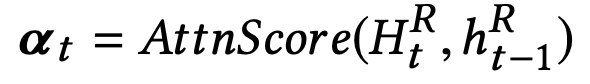 𝜶_t = AttnScore(H_t^R, h_{t-1}^R)